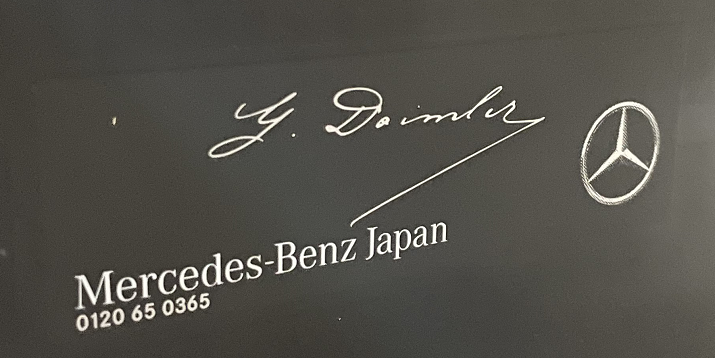 G. Daimler
Mercedes-Benz Japan
0120 65 0365